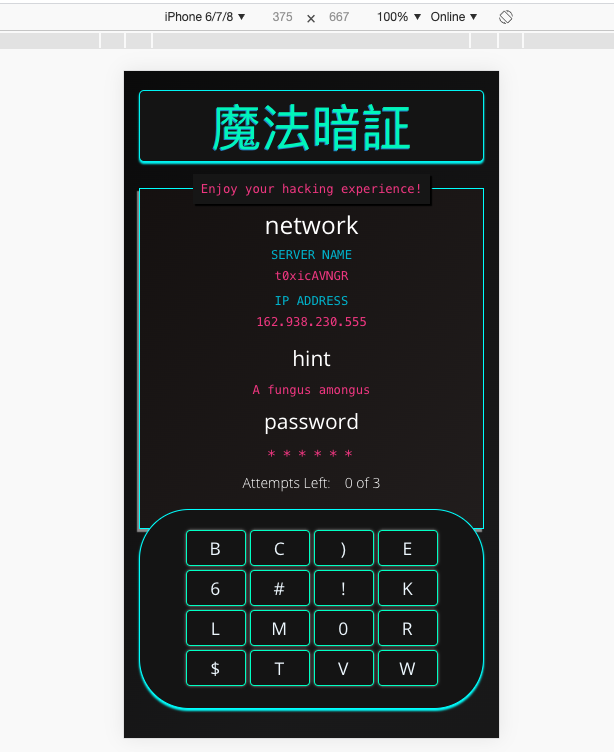 iPhone 6/7/8 ▼ 375 × 667 100% ▼ Online ▼
魔法暗証
Enjoy your hacking experience!
network
SERVER NAME
t0xicAVNGR
IP ADDRESS
162.938.230.555
hint
A fungus amongus
password
* * * * * *
Attempts Left: 0 of 3
B C ) E
6 # ! K
L M 0 R
$ T V W